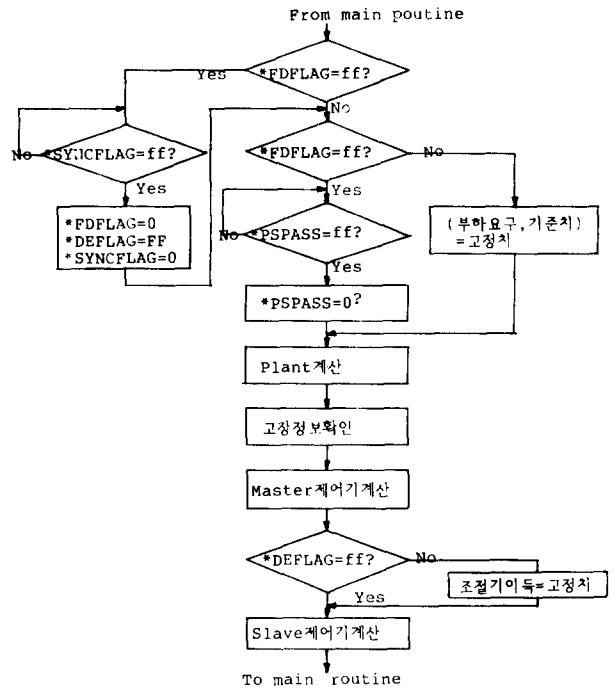 From main poutine
*FDFLAG=ff?
Yes
No
*SYNCFLAG=ff?
No
Yes
*FDFLAG=0
*DEFLAG=FF
*SYNCFLAG=0
*FDFLAG=ff?
No
Yes
(부하요구,기준치)
=고정치
*PSPASS=ff?
No
Yes
*PSPASS=0?
Plant계산
고장정보확인
Master제어기계산
*DEFLAG=ff?
No
조절기이득=고정치
Yes
Slave제어기계산
To main routine